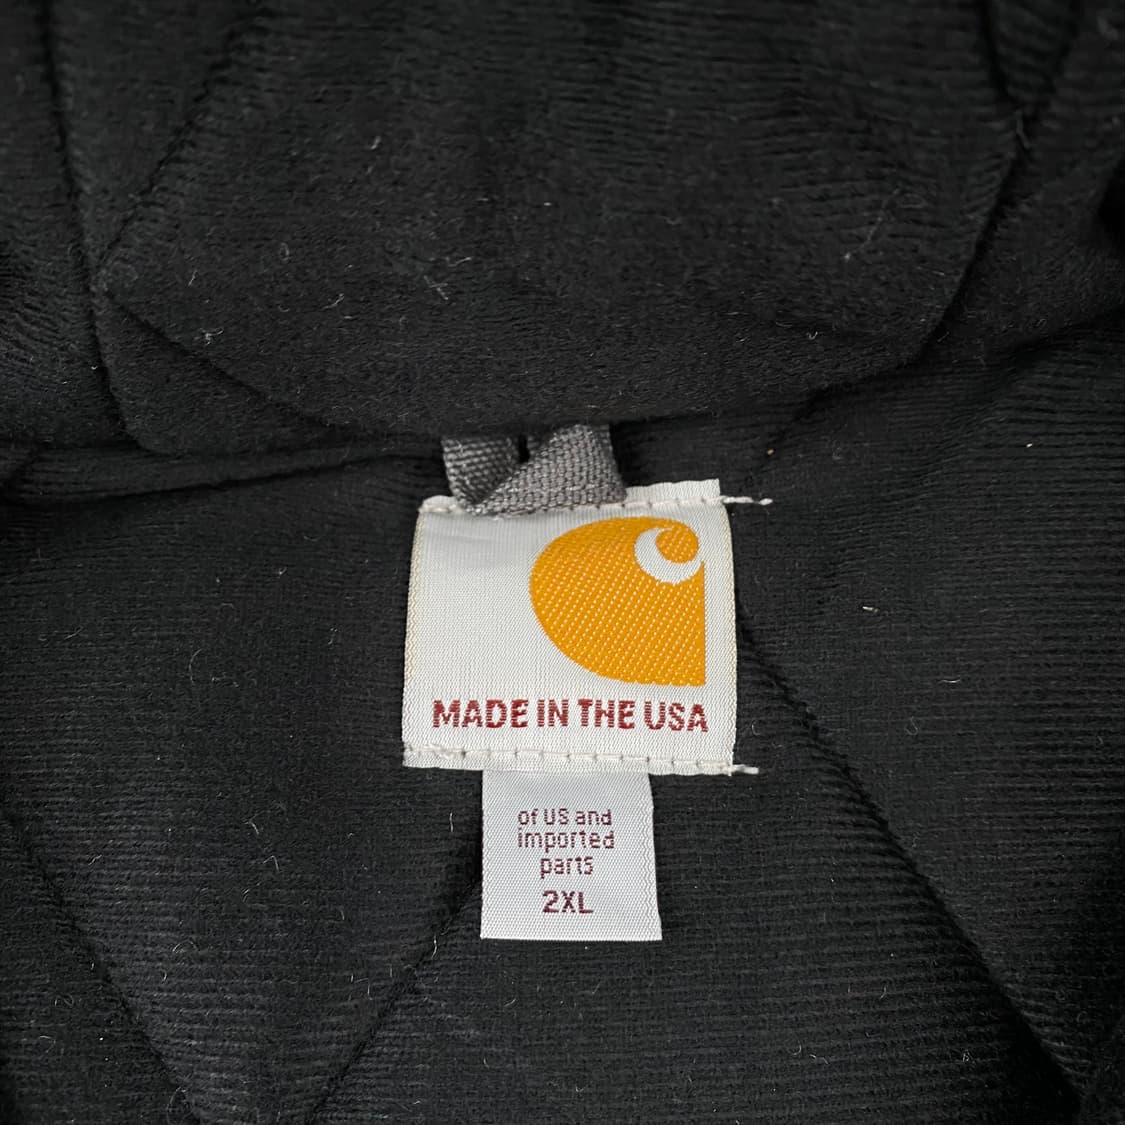 MADE IN THE USA
of US and
imported
parts
2XL